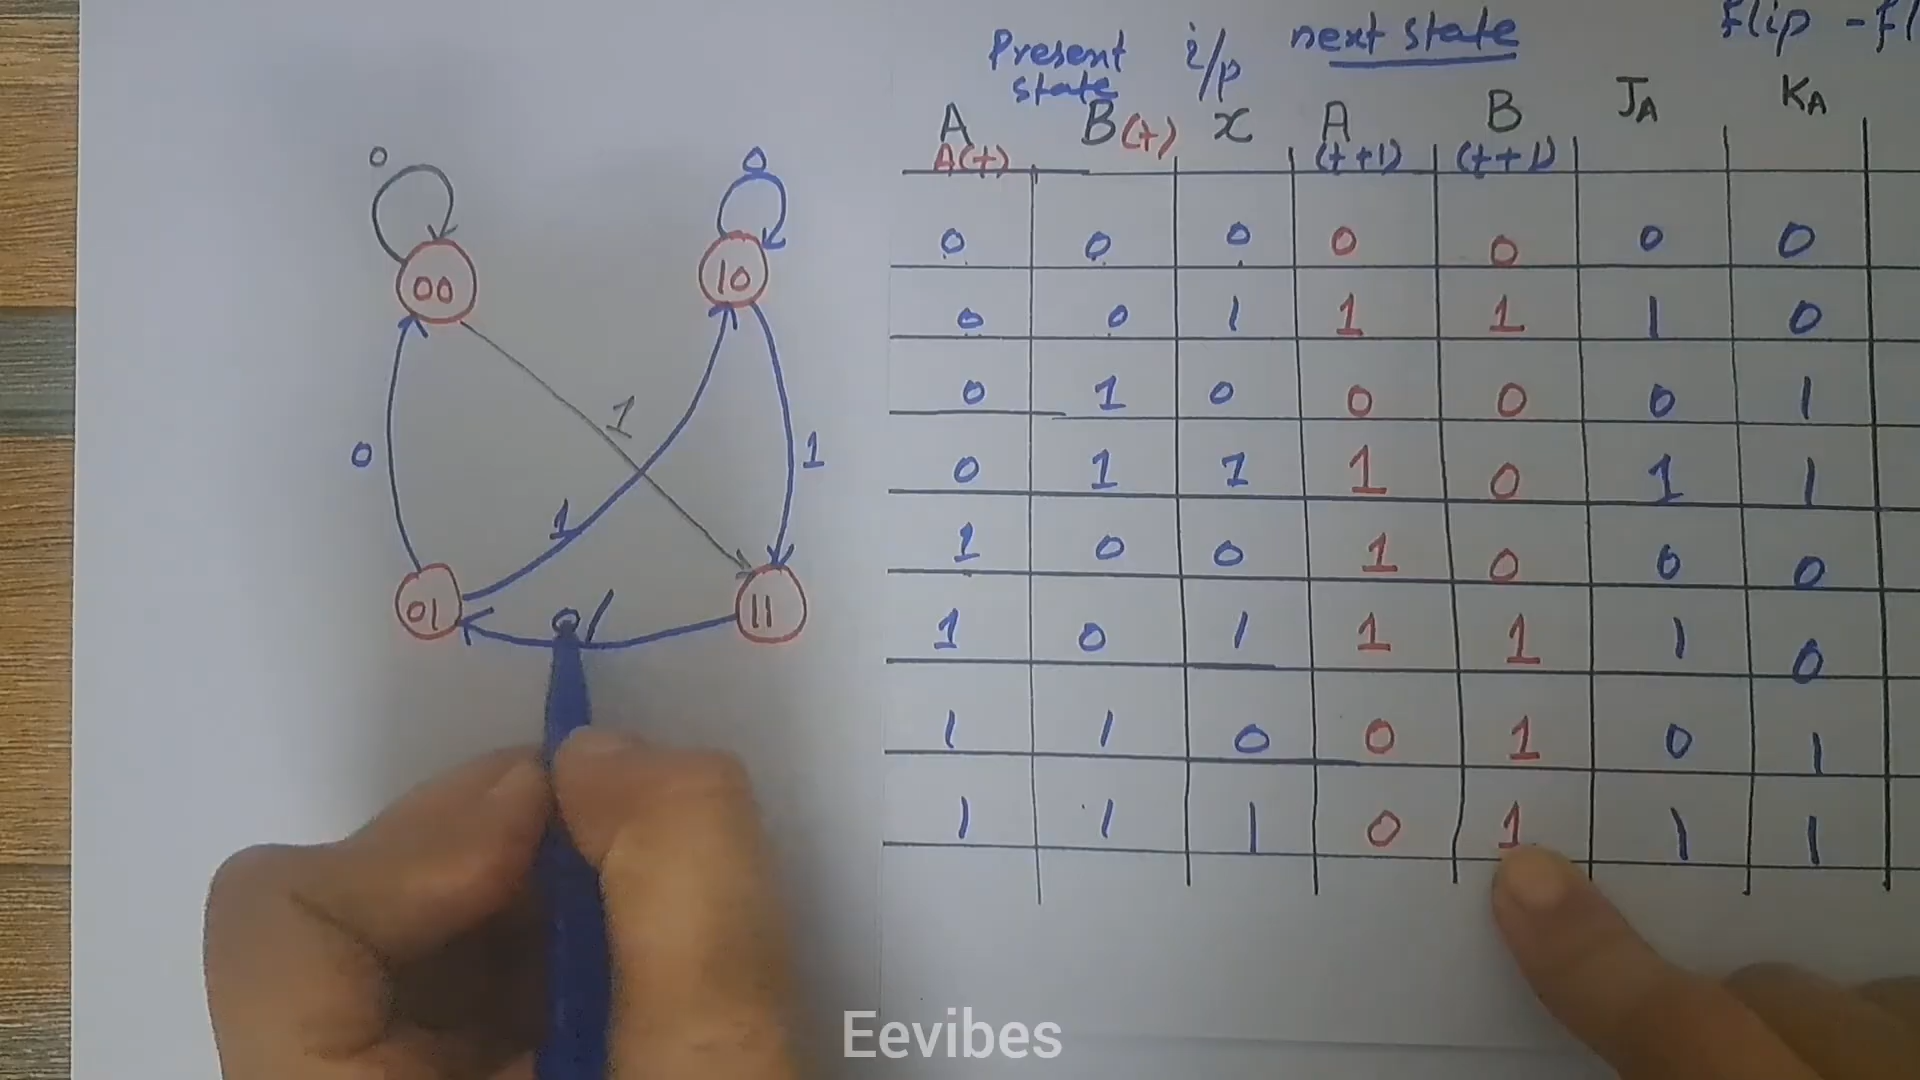 Present state i/p next state
A B(t) x A B JA KA
A(t) (t+1) (t+1)
0 0 0 0 0 0 0
0 0 1 1 1 1 0
0 1 0 0 0 0 1
0 1 1 1 0 1 1
1 0 0 1 0 0 0
1 0 1 1 1 1 0
1 1 0 0 1 0 1
1 1 1 0 1 1 1
0 0
00 10
1
0 1
1
01 0/ 11
Eevibes